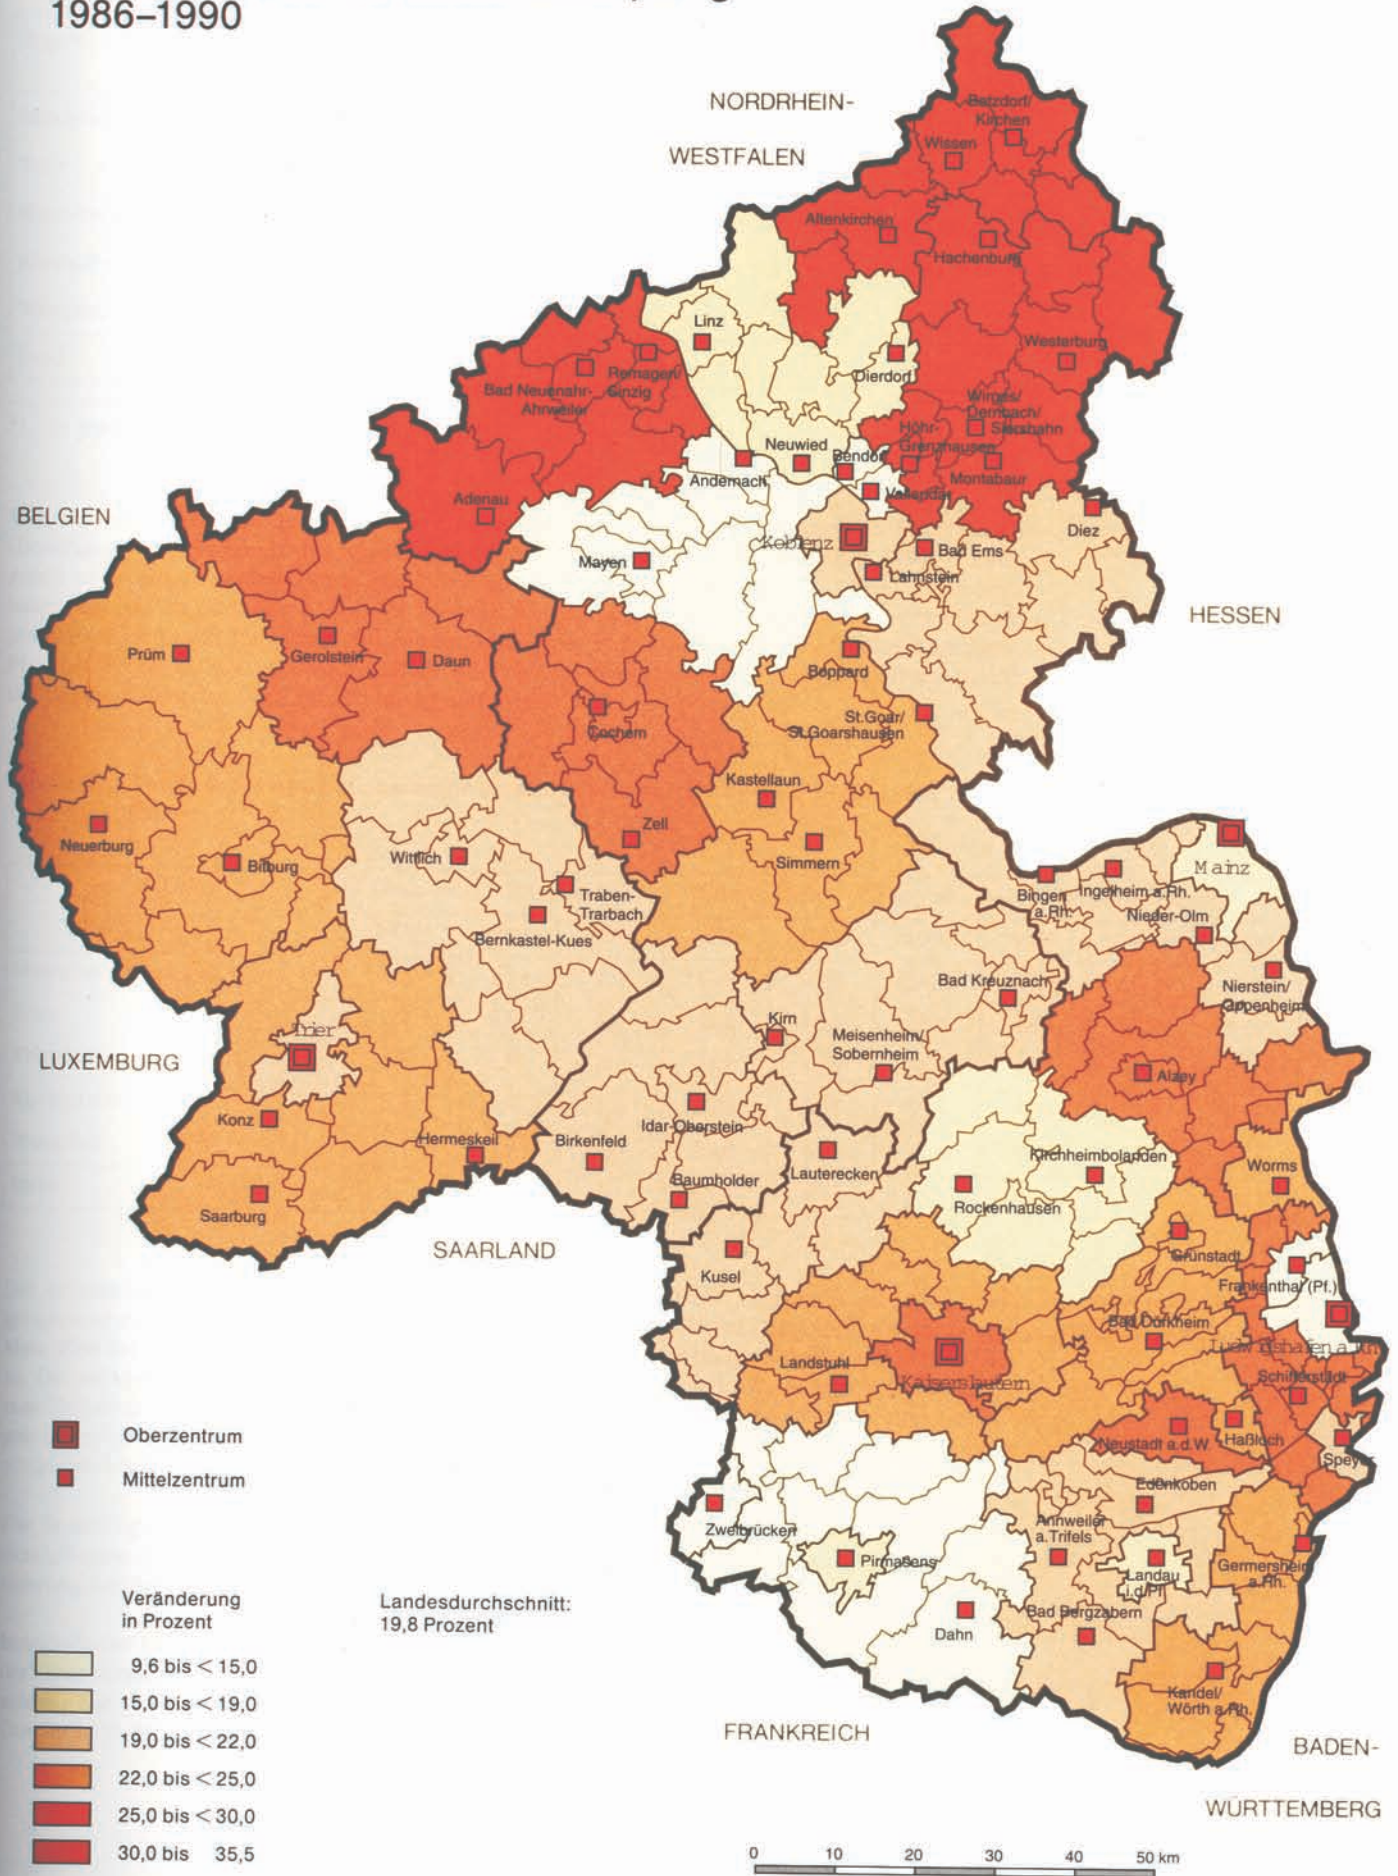 1986–1990
NORDRHEIN-
WESTFALEN
Betzdorf/
Kirchen
Wissen
Altenkirchen
Hachenburg
Linz
Westerburg
Remagen/
Sinzig
Dierdorf
Bad Neuenahr-
Ahrweiler
Wirges/
Dernbach/
Siershahn
Höhr-
Grenzhausen
Neuwied
Bendorf
Andernach
Montabaur
Vallendar
Adenau
BELGIEN
Diez
Koblenz
Bad Ems
Mayen
Lahnstein
HESSEN
Prüm
Gerolstein
Daun
Boppard
St.Goar/
St.Goarshausen
Cochem
Kastellaun
Zell
Neuerburg
Bitburg
Wittlich
Simmern
Mainz
Traben-
Trarbach
Bingen
a.Rh.
Ingelheim a.Rh.
Nieder-Olm
Bernkastel-Kues
Bad Kreuznach
Nierstein/
Oppenheim
Trier
Kirn
Meisenheim/
Sobernheim
LUXEMBURG
Alzey
Konz
Idar-Oberstein
Hermeskeil
Birkenfeld
Kirchheimbolanden
Worms
Baumholder
Lauterecken
Rockenhausen
Saarburg
SAARLAND
Grünstadt
Kusel
Frankenthal (Pf.)
Bad Dürkheim
Ludwigshafen a.Rh.
Landstuhl
Schifferstadt
Kaiserslautern
Neustadt a.d.W.
Haßloch
Speyer
Edenkoben
Zweibrücken
Annweiler
a.Trifels
Pirmasens
Landau
i.d.Pf.
Germersheim
a.Rh.
Bad Bergzabern
Dahn
Kandel/
Wörth a.Rh.
FRANKREICH
BADEN-
WÜRTTEMBERG
Oberzentrum
Mittelzentrum
Veränderung
in Prozent
Landesdurchschnitt:
19,8 Prozent
9,6 bis < 15,0
15,0 bis < 19,0
19,0 bis < 22,0
22,0 bis < 25,0
25,0 bis < 30,0
30,0 bis 35,5
0 10 20 30 40 50 km